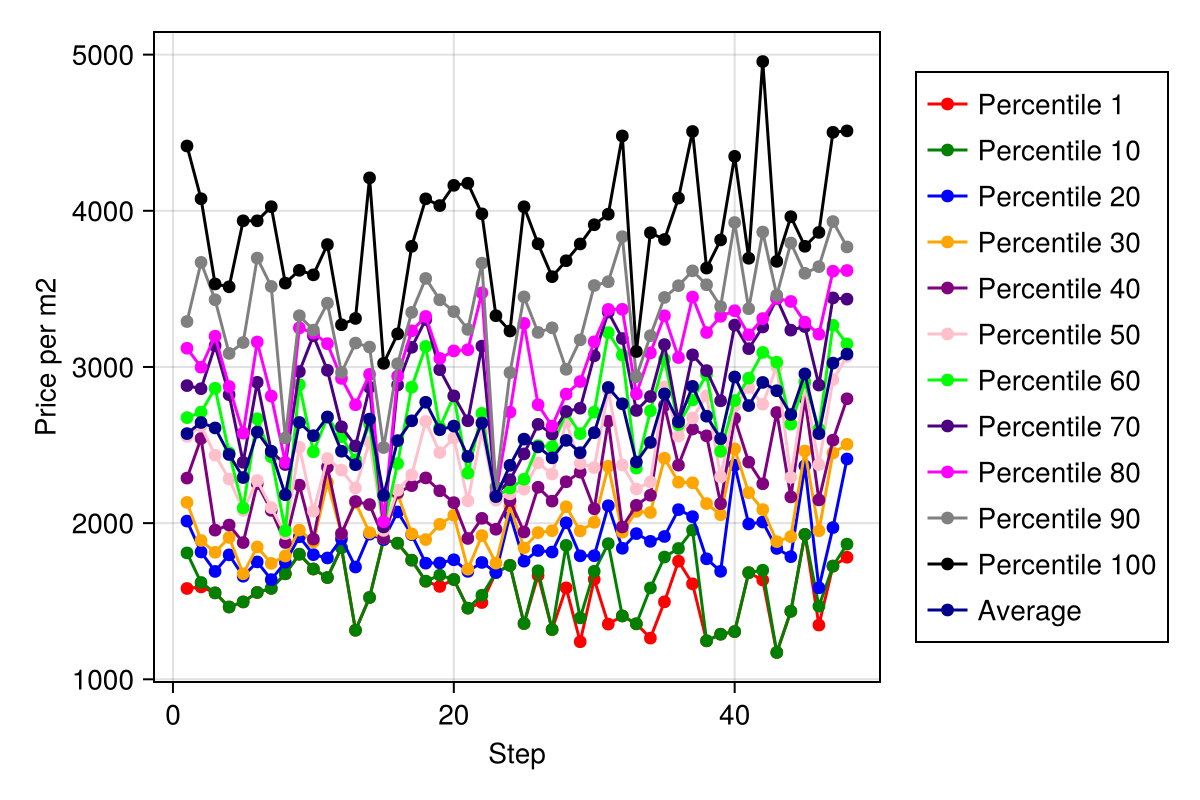 5000
4000
3000
2000
1000
Price per m2
0
20
40
Step
Percentile 1
Percentile 10
Percentile 20
Percentile 30
Percentile 40
Percentile 50
Percentile 60
Percentile 70
Percentile 80
Percentile 90
Percentile 100
Average